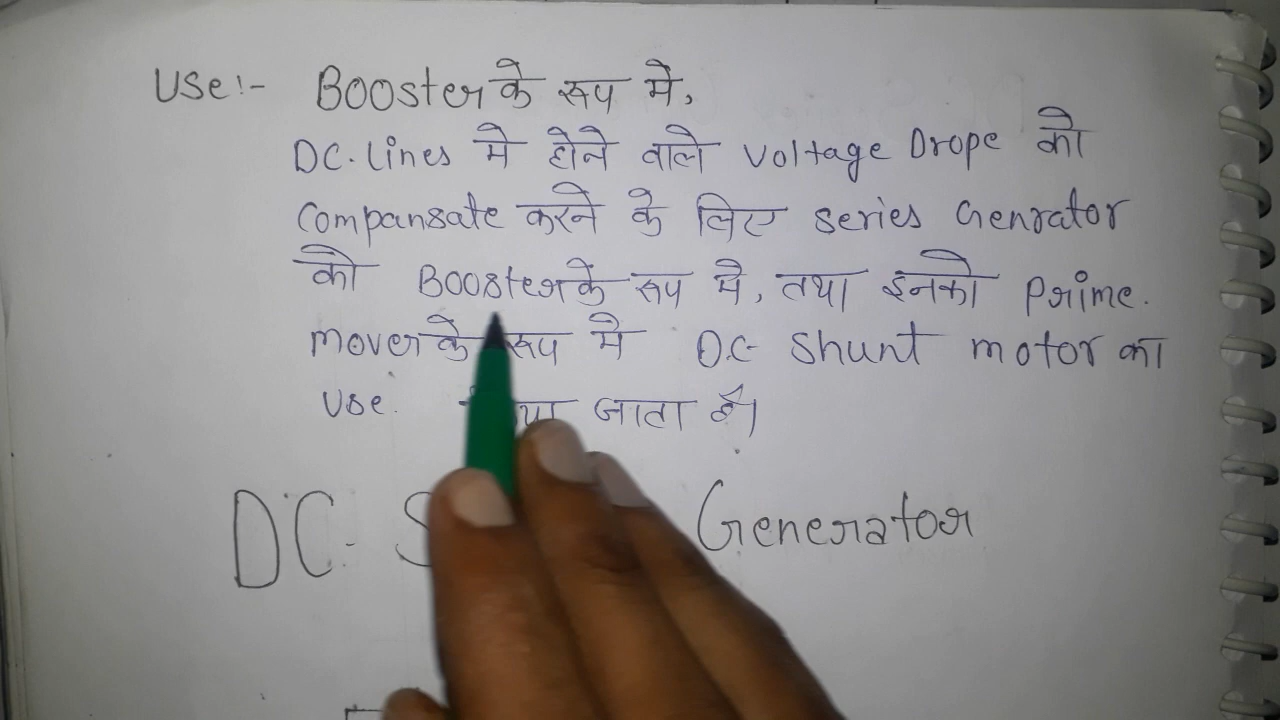 Use:- Booster के रूप मे,
DC. Lines मे होने वाले voltage Drope को
Compansate करने के लिए series Genrator
को Booster के रूप मे, तथा इनको Prime.
mover के रूप मे D.C- Shunt motor का
Use. जाता है।
DC- Generator